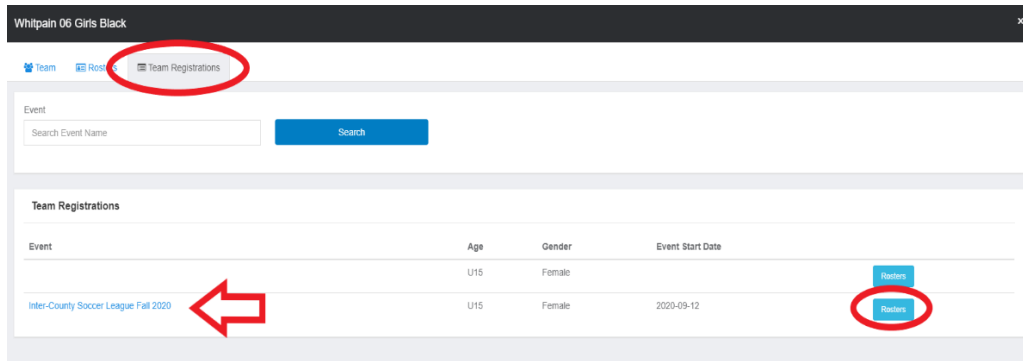 Whitpain 06 Girls Black x
Team Rosters Team Registrations
Event
Search Event Name Search
Team Registrations
Event Age Gender Event Start Date
U15 Female Rosters
Inter-County Soccer League Fall 2020 U15 Female 2020-09-12 Rosters